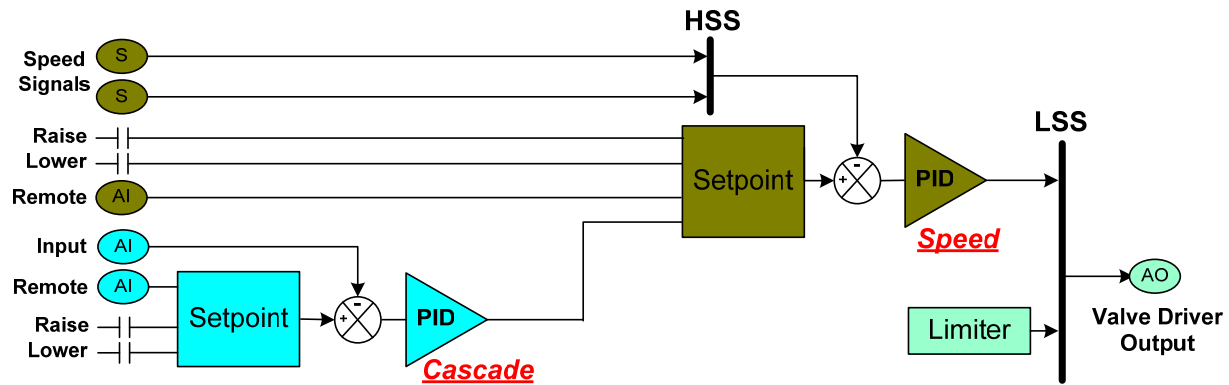 HSS
Speed
Signals
S
S
Raise
Lower
Remote
AI
Setpoint
+
-
PID
Speed
LSS
Input
AI
Remote
AI
Raise
Lower
Setpoint
+
-
PID
Cascade
Limiter
AO
Valve Driver
Output